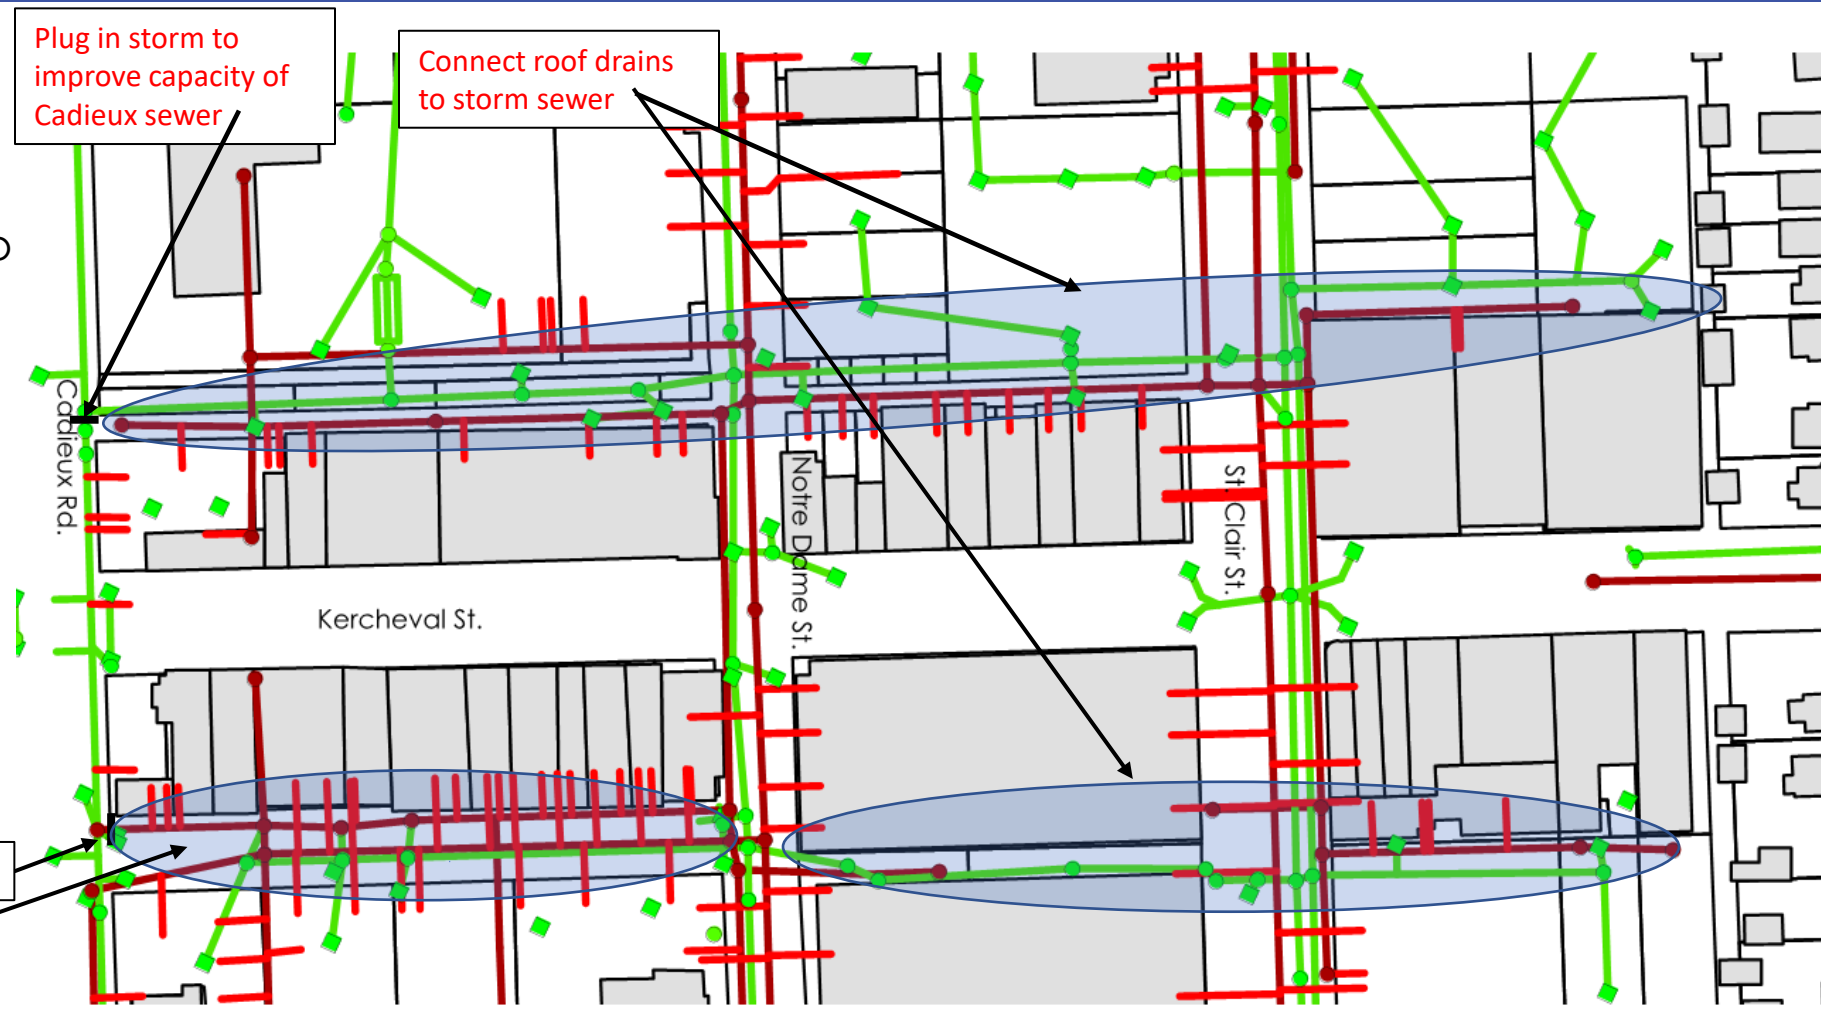 Plug in storm to
improve capacity of
Cadieux sewer
Connect roof drains
to storm sewer
Cadieux Rd.
Notre Dame St.
St. Clair St.
Kercheval St.